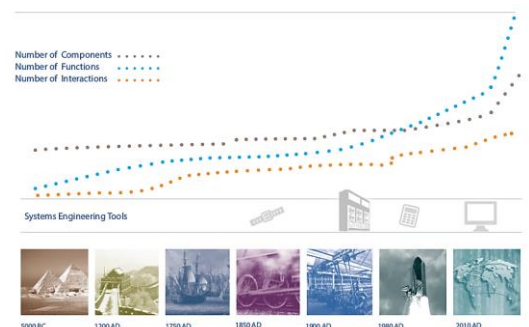 Number of Components
Number of Functions
Number of Interactions
Systems Engineering Tools
5000 BC
1200 AD
1750 AD
1850 AD
1900 AD
1980 AD
2010 AD